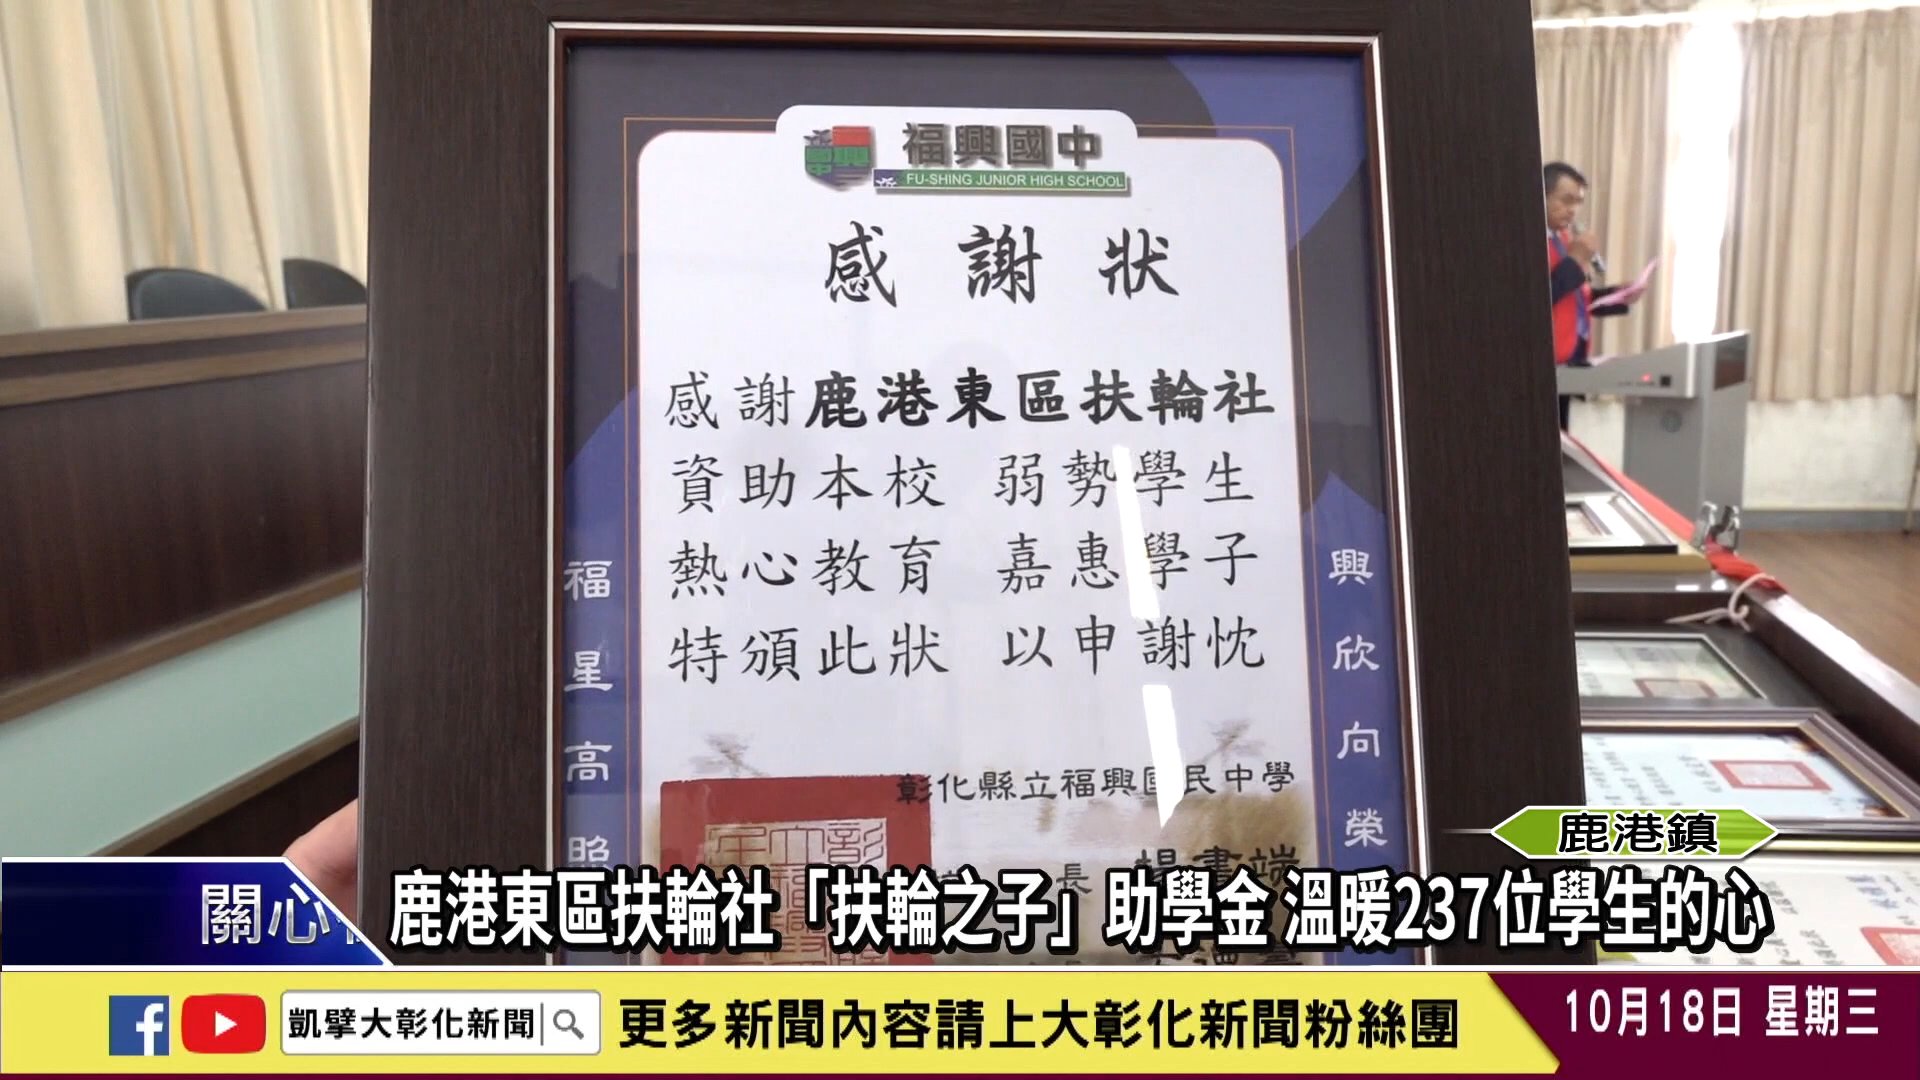 福興國中
FU-SHING JUNIOR HIGH SCHOOL
感謝狀
感謝鹿港東區扶輪社
資助本校 弱勢學生
熱心教育 嘉惠學子
特頒此狀 以申謝忱
彰化縣立福興國民中學
長 楊書端
福星高照
興欣向榮
鹿港鎮
關心
鹿港東區扶輪社「扶輪之子」助學金 溫暖237位學生的心
凱擘大彰化新聞
更多新聞內容請上大彰化新聞粉絲團
10月18日 星期三